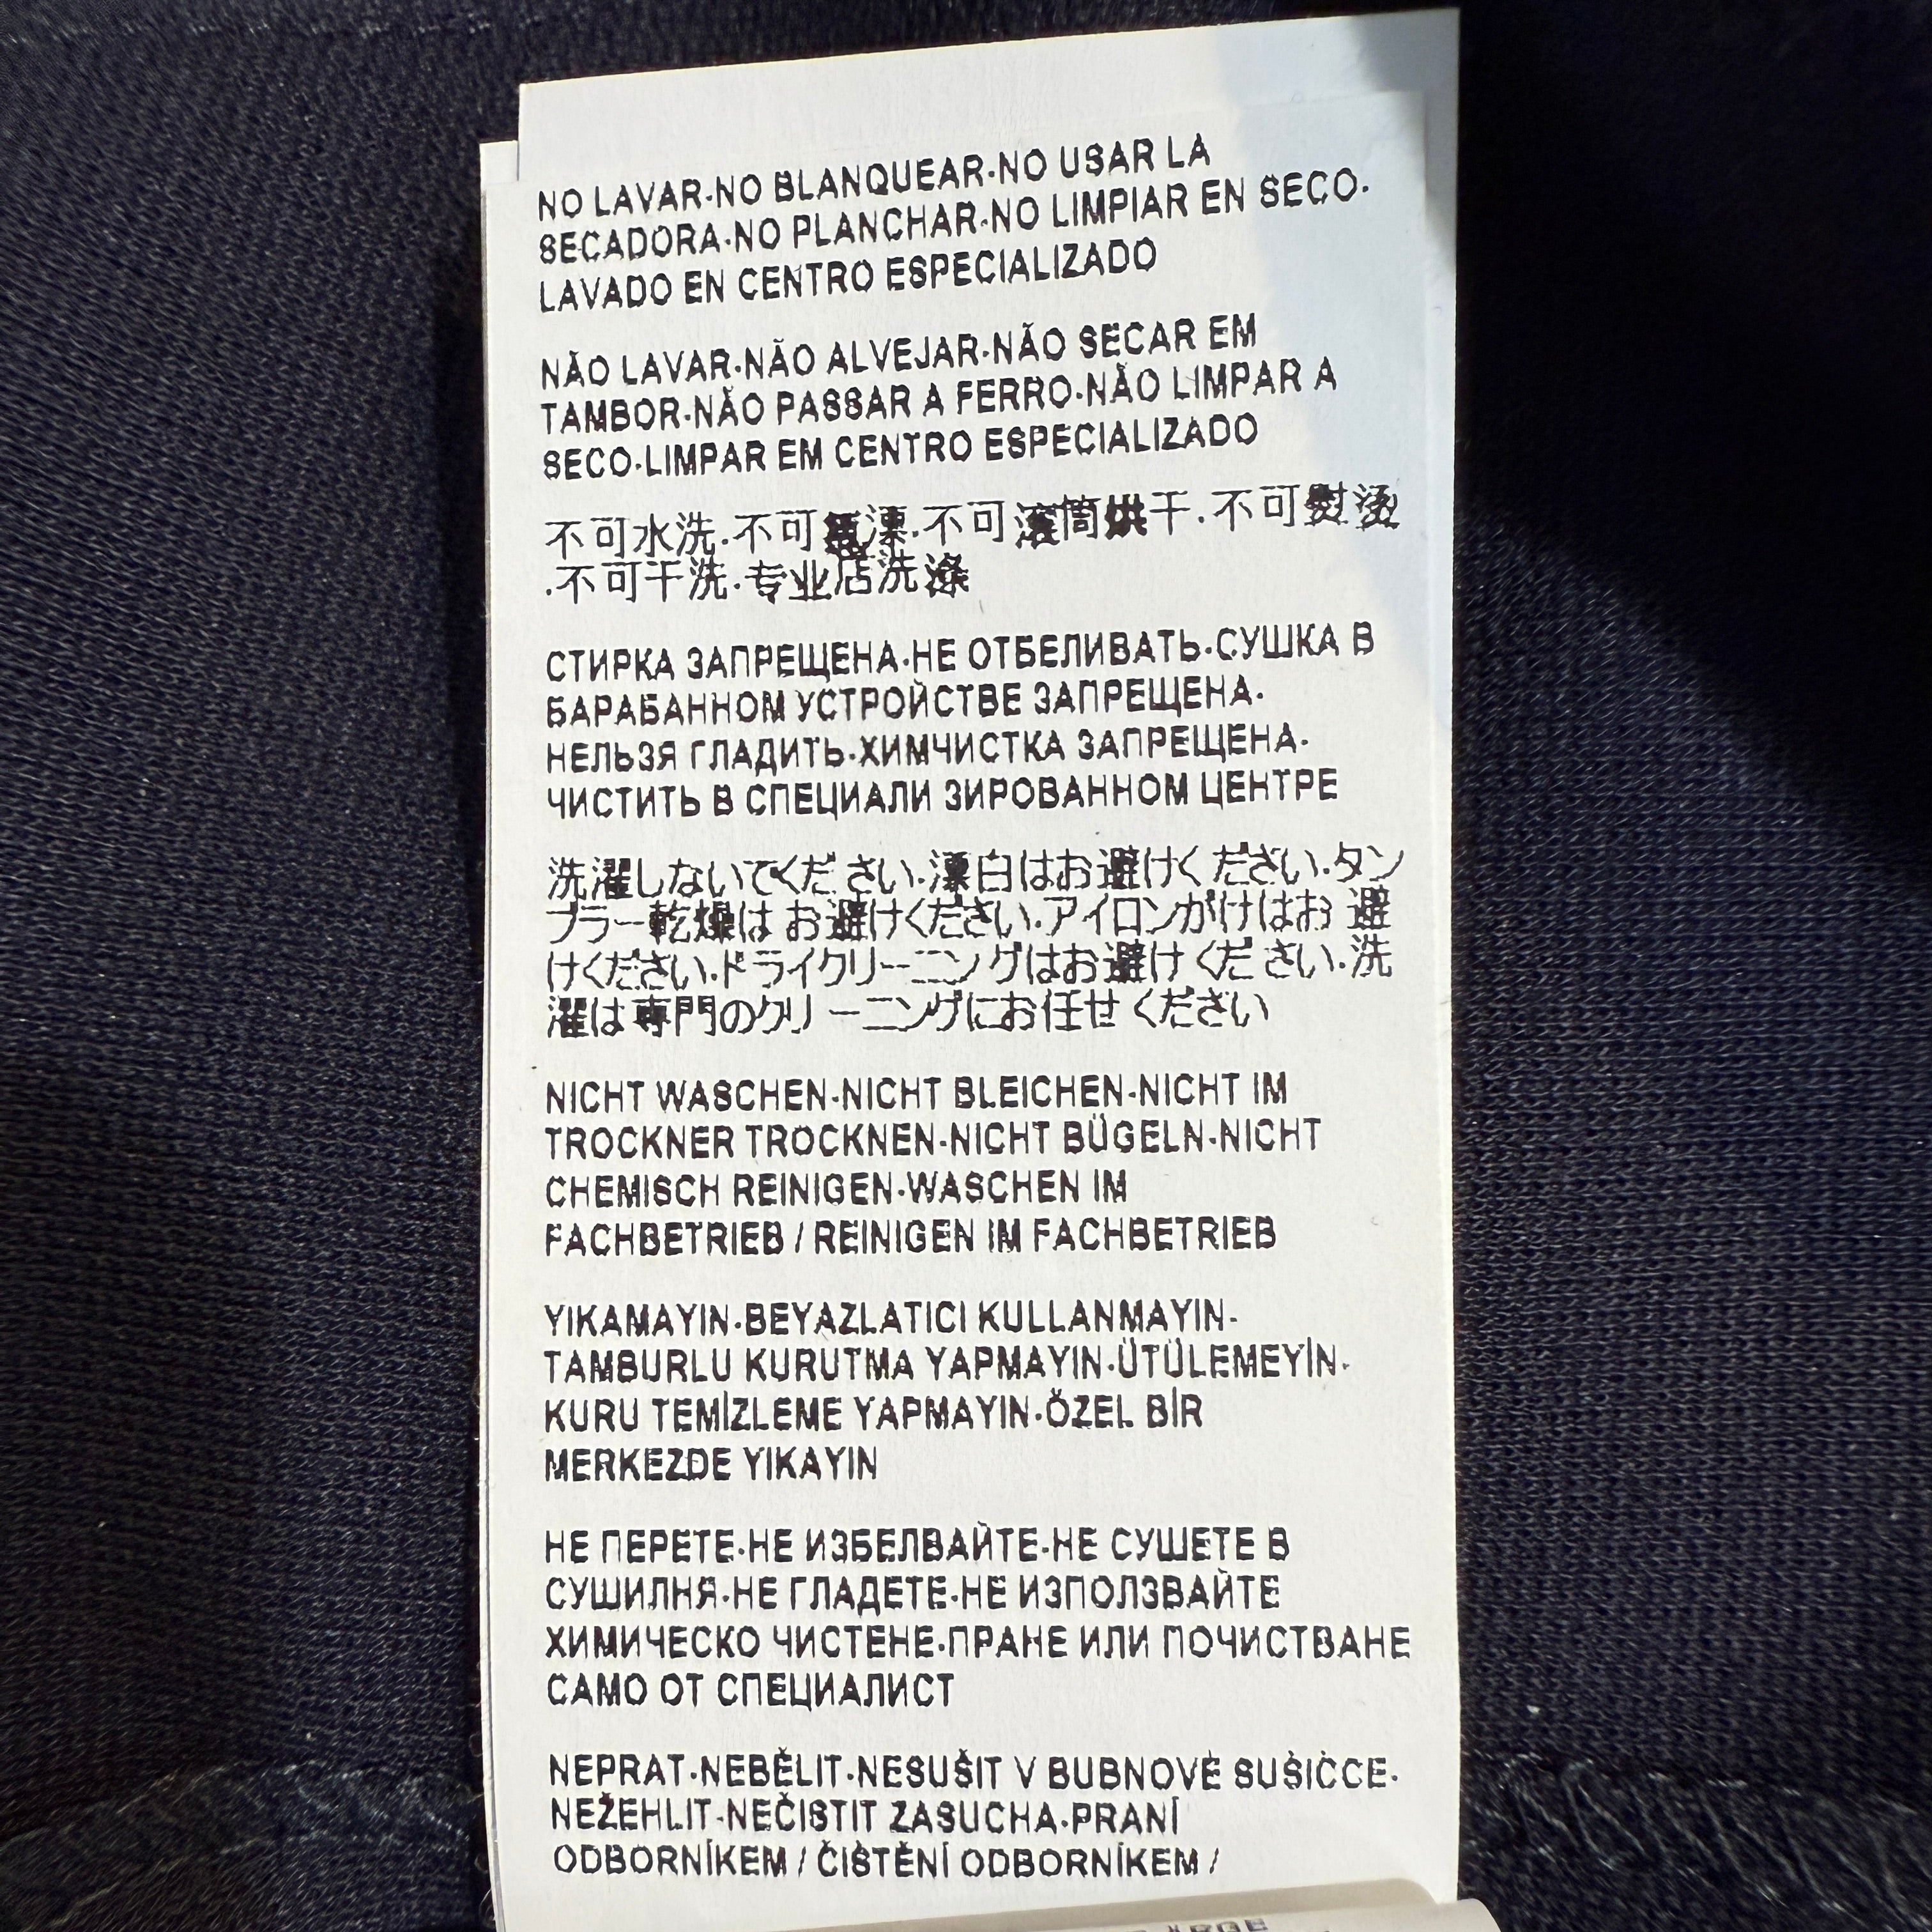 NO LAVAR·NO BLANQUEAR·NO USAR LA
SECADORA·NO PLANCHAR·NO LIMPIAR EN SECO·
LAVADO EN CENTRO ESPECIALIZADO
NÃO LAVAR·NÃO ALVEJAR·NÃO SECAR EM
TAMBOR·NÃO PASSAR A FERRO·NÃO LIMPAR A
SECO·LIMPAR EM CENTRO ESPECIALIZADO
不可水洗·不可氯漂·不可滚筒烘干·不可熨烫
·不可干洗·专业店洗涤
СТИРКА ЗАПРЕЩЕНА·НЕ ОТБЕЛИВАТЬ·СУШКА В
БАРАБАННОМ УСТРОЙСТВЕ ЗАПРЕЩЕНА·
НЕЛЬЗЯ ГЛАДИТЬ·ХИМЧИСТКА ЗАПРЕЩЕНА·
ЧИСТИТЬ В СПЕЦИАЛИ ЗИРОВАННОМ ЦЕНТРЕ
洗濯しないでください·漂白はお避けください·タン
ブラー乾燥は お避けください·アイロンがけはお 避
けください·ドライクリーニングはお避けください·洗
濯は専門のクリーニングにお任せください
NICHT WASCHEN·NICHT BLEICHEN·NICHT IM
TROCKNER TROCKNEN·NICHT BÜGELN·NICHT
CHEMISCH REINIGEN·WASCHEN IM
FACHBETRIEB / REINIGEN IM FACHBETRIEB
YIKAMAYIN·BEYAZLATICI KULLANMAYIN·
TAMBURLU KURUTMA YAPMAYIN·ÜTÜLEMEYİN·
KURU TEMİZLEME YAPMAYIN·ÖZEL BİR
MERKEZDE YIKAYIN
НЕ ПЕРЕТЕ·НЕ ИЗБЕЛВАЙТЕ·НЕ СУШЕТЕ В
СУШИЛНЯ·НЕ ГЛАДЕТЕ·НЕ ИЗПОЛЗВАЙТЕ
ХИМИЧЕСКО ЧИСТЕНЕ·ПРАНЕ ИЛИ ПОЧИСТВАНЕ
САМО ОТ СПЕЦИАЛИСТ
NEPRAT·NEBĚLIT·NESUŠIT V BUBNOVÉ SUŠIČCE·
NEŽEHLIT·NEČISTIT ZASUCHA·PRANÍ
ODBORNÍKEM / ČIŠTĚNÍ ODBORNÍKEM /